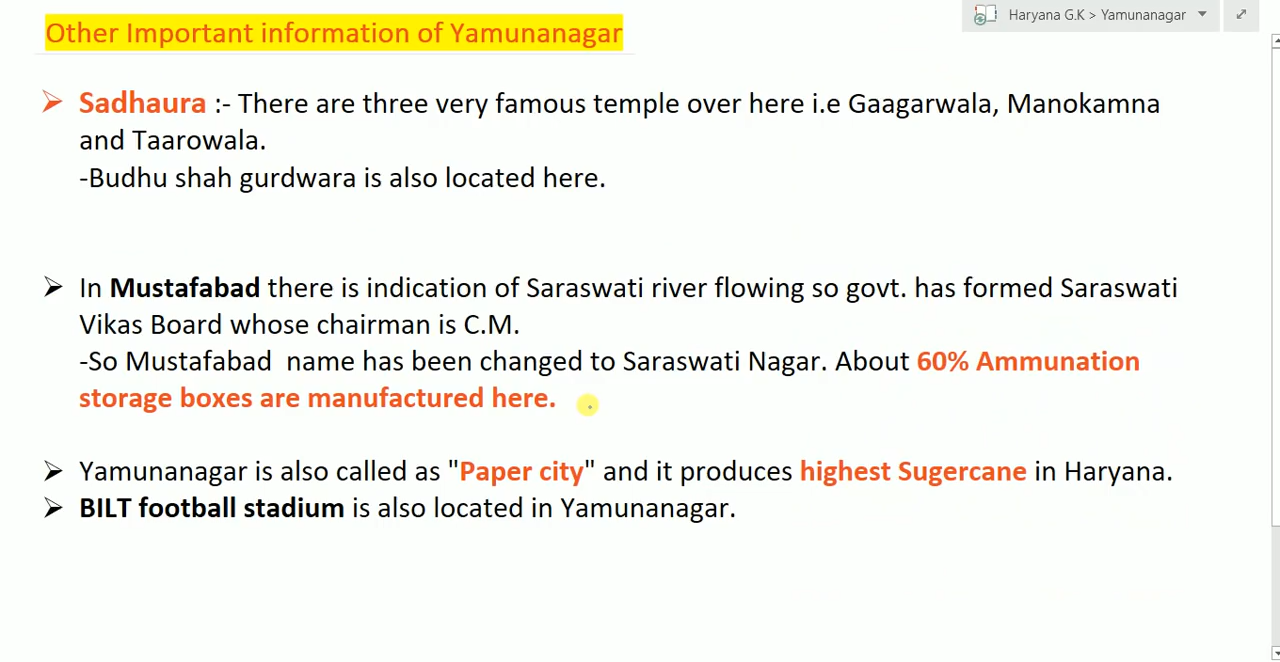 Other Important information of Yamunanagar
Haryana G.K > Yamunanagar
Sadhaura :- There are three very famous temple over here i.e Gaagarwala, Manokamna
and Taarowala.
-Budhu shah gurdwara is also located here.
In Mustafabad there is indication of Saraswati river flowing so govt. has formed Saraswati
Vikas Board whose chairman is C.M.
-So Mustafabad  name has been changed to Saraswati Nagar. About 60% Ammunation
storage boxes are manufactured here.
Yamunanagar is also called as "Paper city" and it produces highest Sugercane in Haryana.
BILT football stadium is also located in Yamunanagar.